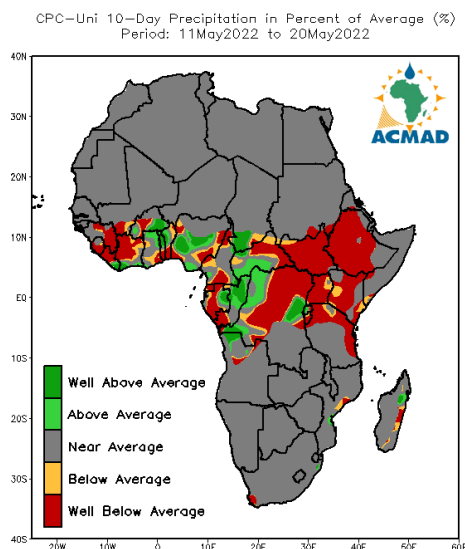 CPC-Uni 10-Day Precipitation in Percent of Average (%)
Period: 11May2022 to 20May2022
40N
30N
20N
10N
EQ
10S
20S
30S
40S
20W
10W
0
10E
20E
30E
40E
50E
60E
ACMAD
Well Above Average
Above Average
Near Average
Below Average
Well Below Average